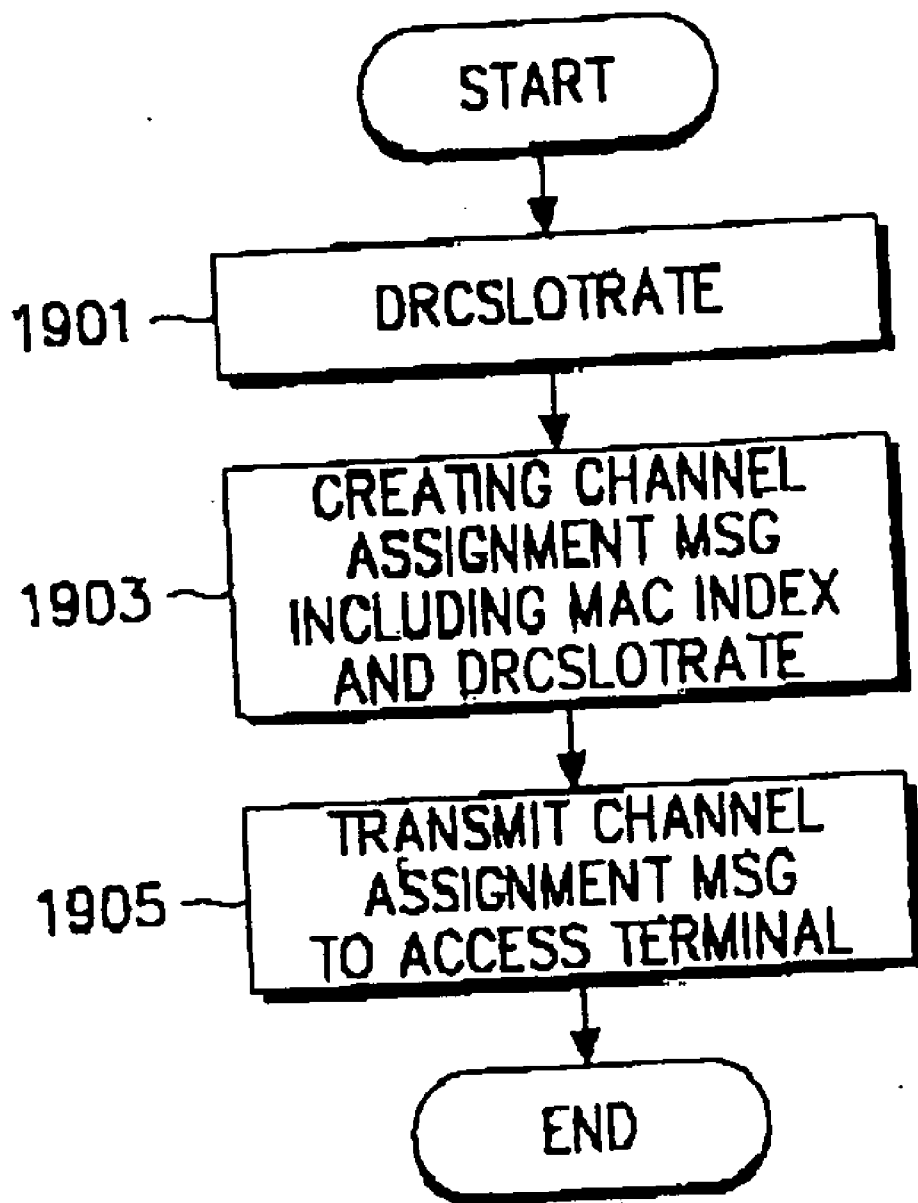 START
1901
DRCSLOTRATE
1903
CREATING CHANNEL
ASSIGNMENT MSG
INCLUDING MAC INDEX
AND DRCSLOTRATE
1905
TRANSMIT CHANNEL
ASSIGNMENT MSG
TO ACCESS TERMINAL
END